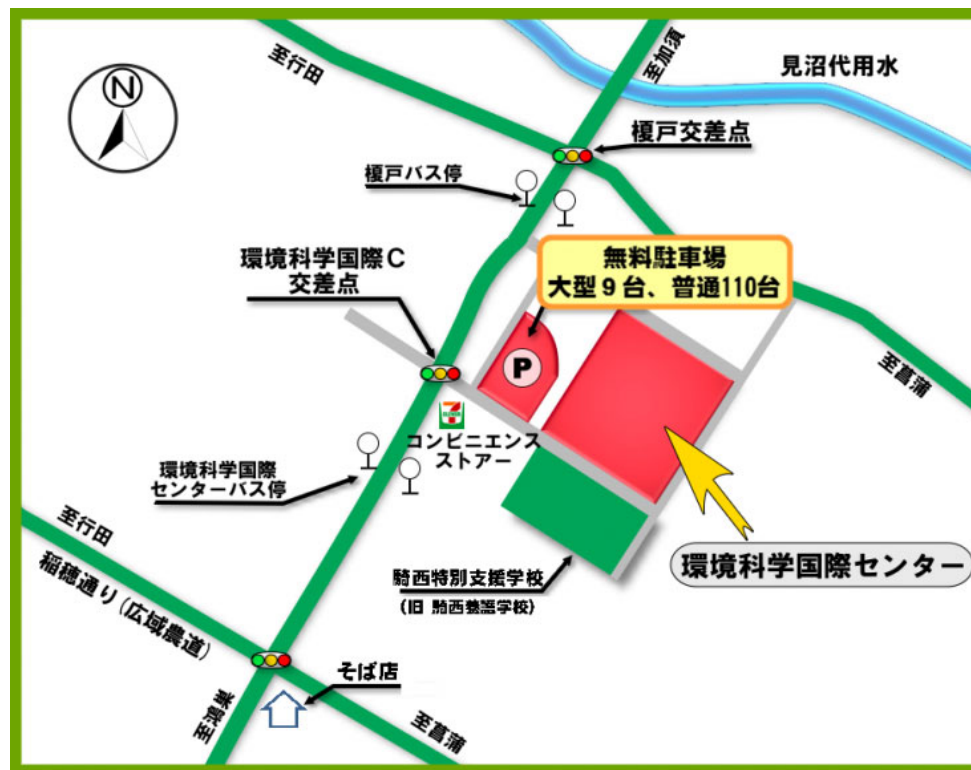 至行田
至加須
見沼代用水
N
榎戸交差点
榎戸バス停
環境科学国際C
交差点
無料駐車場
大型9台、普通110台
P
至菖蒲
コンビニエンス
ストアー
環境科学国際
センターバス停
至行田
稲穂通り(広域農道)
環境科学国際センター
騎西特別支援学校
(旧 騎西養護学校)
そば店
至鴻巣
至菖蒲